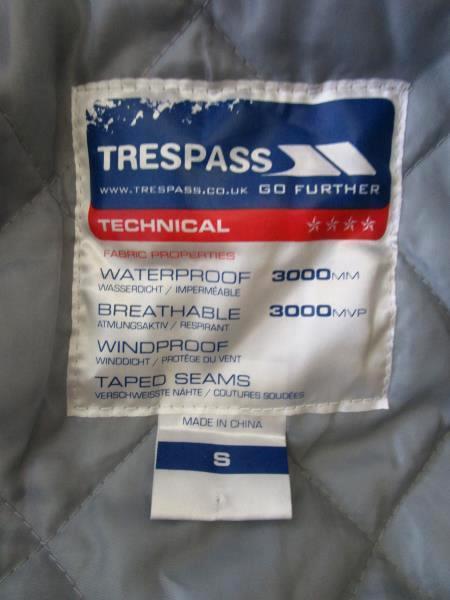 TRESPASS
WWW.TRESPASS.CO.UK GO FURTHER
TECHNICAL
FABRIC PROPERTIES
WATERPROOF 3000MM
WASSERDICHT / IMPERMÉABLE
BREATHABLE 3000MVP
ATMUNGSAKTIV / RESPIRANT
WINDPROOF
WINDDICHT / PROTÉGE DU VENT
TAPED SEAMS
VERSCHWEISSTE NÄHTE / COUTURES SOUDÉES
MADE IN CHINA
S